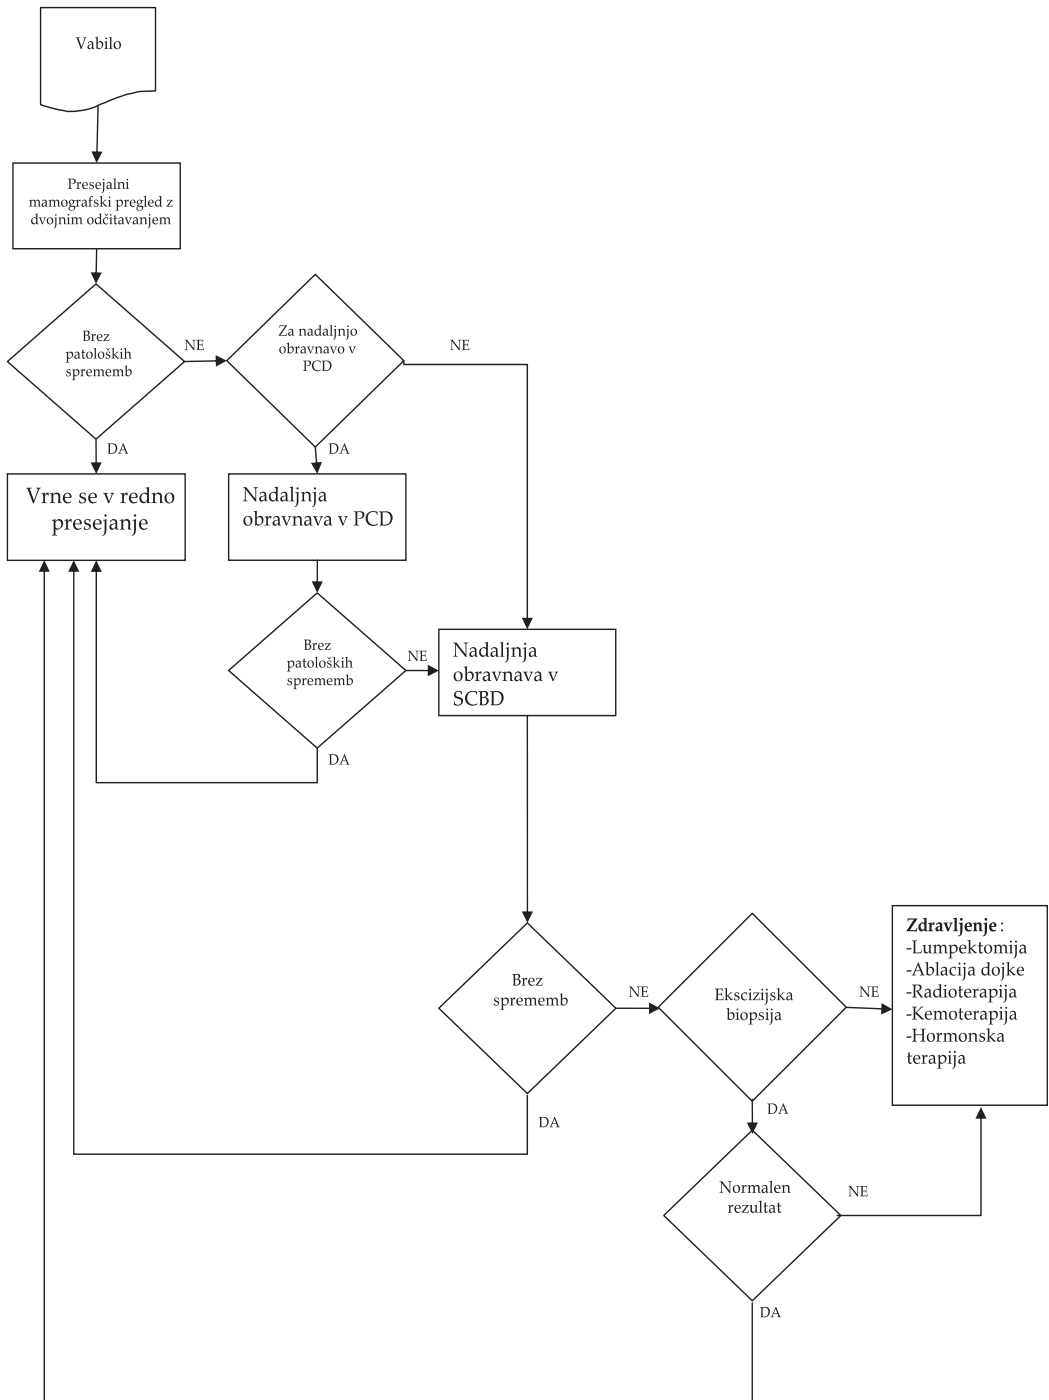 Vabilo
Presejalni
mamografski pregled z
dvojnim odčitavanjem
Brez
patoloških
sprememb
NE
Za nadaljnjo
obravnavo v
PCD
NE
DA
DA
Vrne se v redno
presejanje
Nadaljnja
obravnava v PCD
Brez
patoloških
sprememb
NE
Nadaljnja
obravnava v
SCBD
DA
Brez
sprememb
NE
Ekscizijska
biopsija
NE
Zdravljenje:
-Lumpektomija
-Ablacija dojke
-Radioterapija
-Kemoterapija
-Hormonska
terapija
DA
DA
Normalen
rezultat
NE
DA